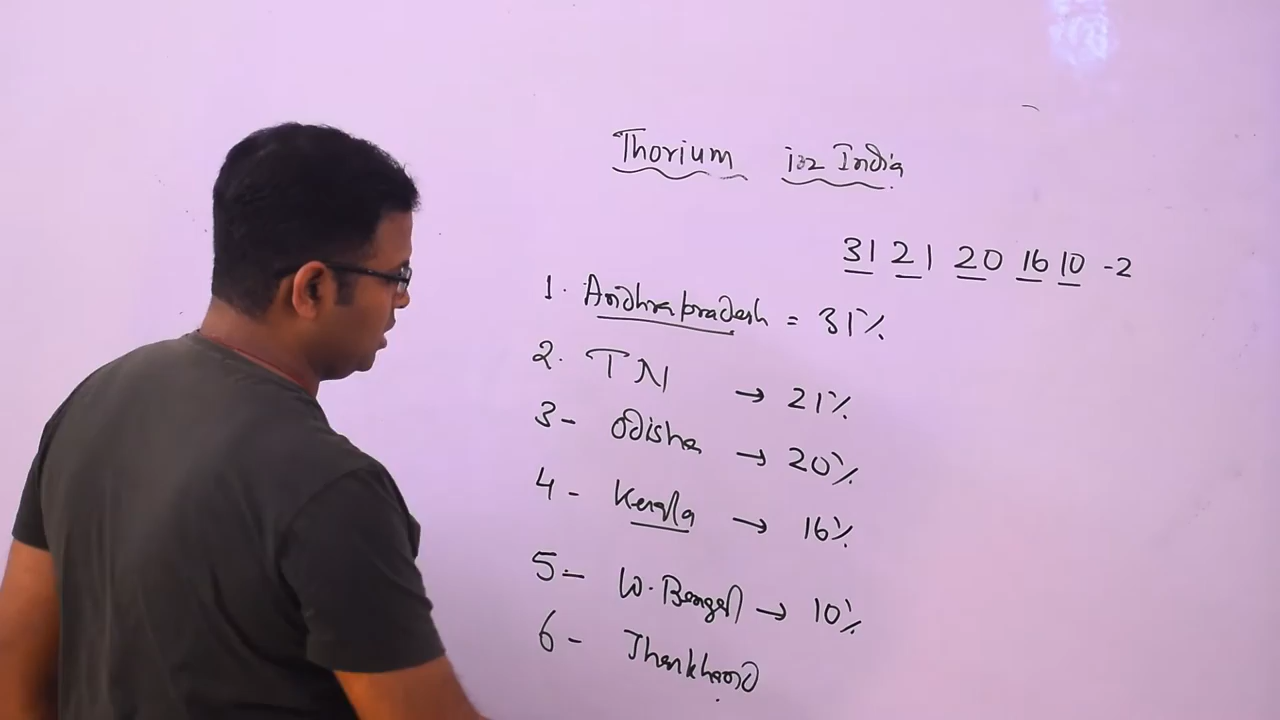 Thorium in India
31 21 20 16 10 -2
1. Andhra pradesh = 31%
2. TN → 21%
3- Odisha → 20%
4- Kerala → 16%
5- W. Bengal → 10%
6- Jharkhand